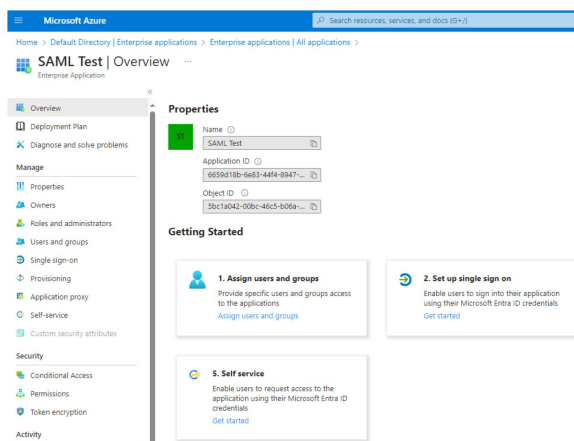 Microsoft Azure
Search resources, services, and docs (G+/)
Home > Default Directory | Enterprise applications > Enterprise applications | All applications >
SAML Test | Overview ...
Enterprise Application
«
Overview
Deployment Plan
Diagnose and solve problems
Manage
Properties
Owners
Roles and administrators
Users and groups
Single sign-on
Provisioning
Application proxy
Self-service
Custom security attributes
Security
Conditional Access
Permissions
Token encryption
Activity
Properties
ST
Name
SAML Test
Application ID
6659d18b-6e83-44f4-8947-...
Object ID
5bc1a042-00bc-46c5-b06a-...
Getting Started
1. Assign users and groups
Provide specific users and groups access
to the applications
Assign users and groups
2. Set up single sign on
Enable users to sign into their application
using their Microsoft Entra ID credentials
Get started
5. Self service
Enable users to request access to the
application using their Microsoft Entra ID
credentials
Get started